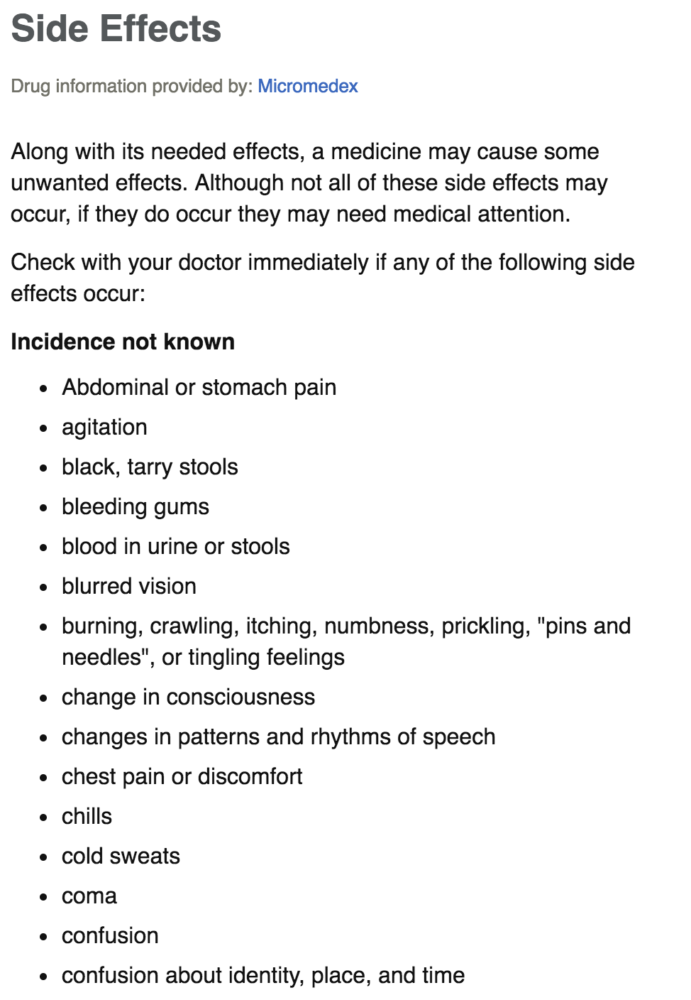 Side Effects
Drug information provided by: Micromedex
Along with its needed effects, a medicine may cause some
unwanted effects. Although not all of these side effects may
occur, if they do occur they may need medical attention.
Check with your doctor immediately if any of the following side
effects occur:
Incidence not known
• Abdominal or stomach pain
• agitation
• black, tarry stools
• bleeding gums
• blood in urine or stools
• blurred vision
• burning, crawling, itching, numbness, prickling, "pins and
needles", or tingling feelings
• change in consciousness
• changes in patterns and rhythms of speech
• chest pain or discomfort
• chills
• cold sweats
• coma
• confusion
• confusion about identity, place, and time